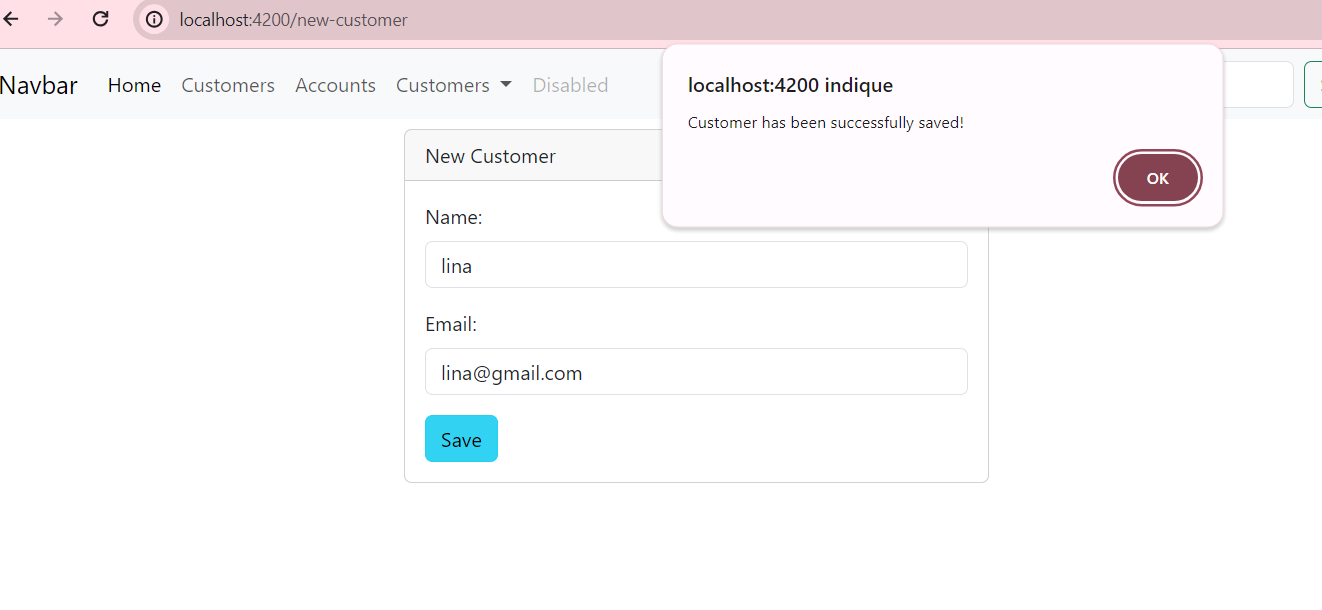 localhost:4200/new-customer
Navbar Home Customers Accounts Customers Disabled
localhost:4200 indique
Customer has been successfully saved!
OK
New Customer
Name:
lina
Email:
lina@gmail.com
Save